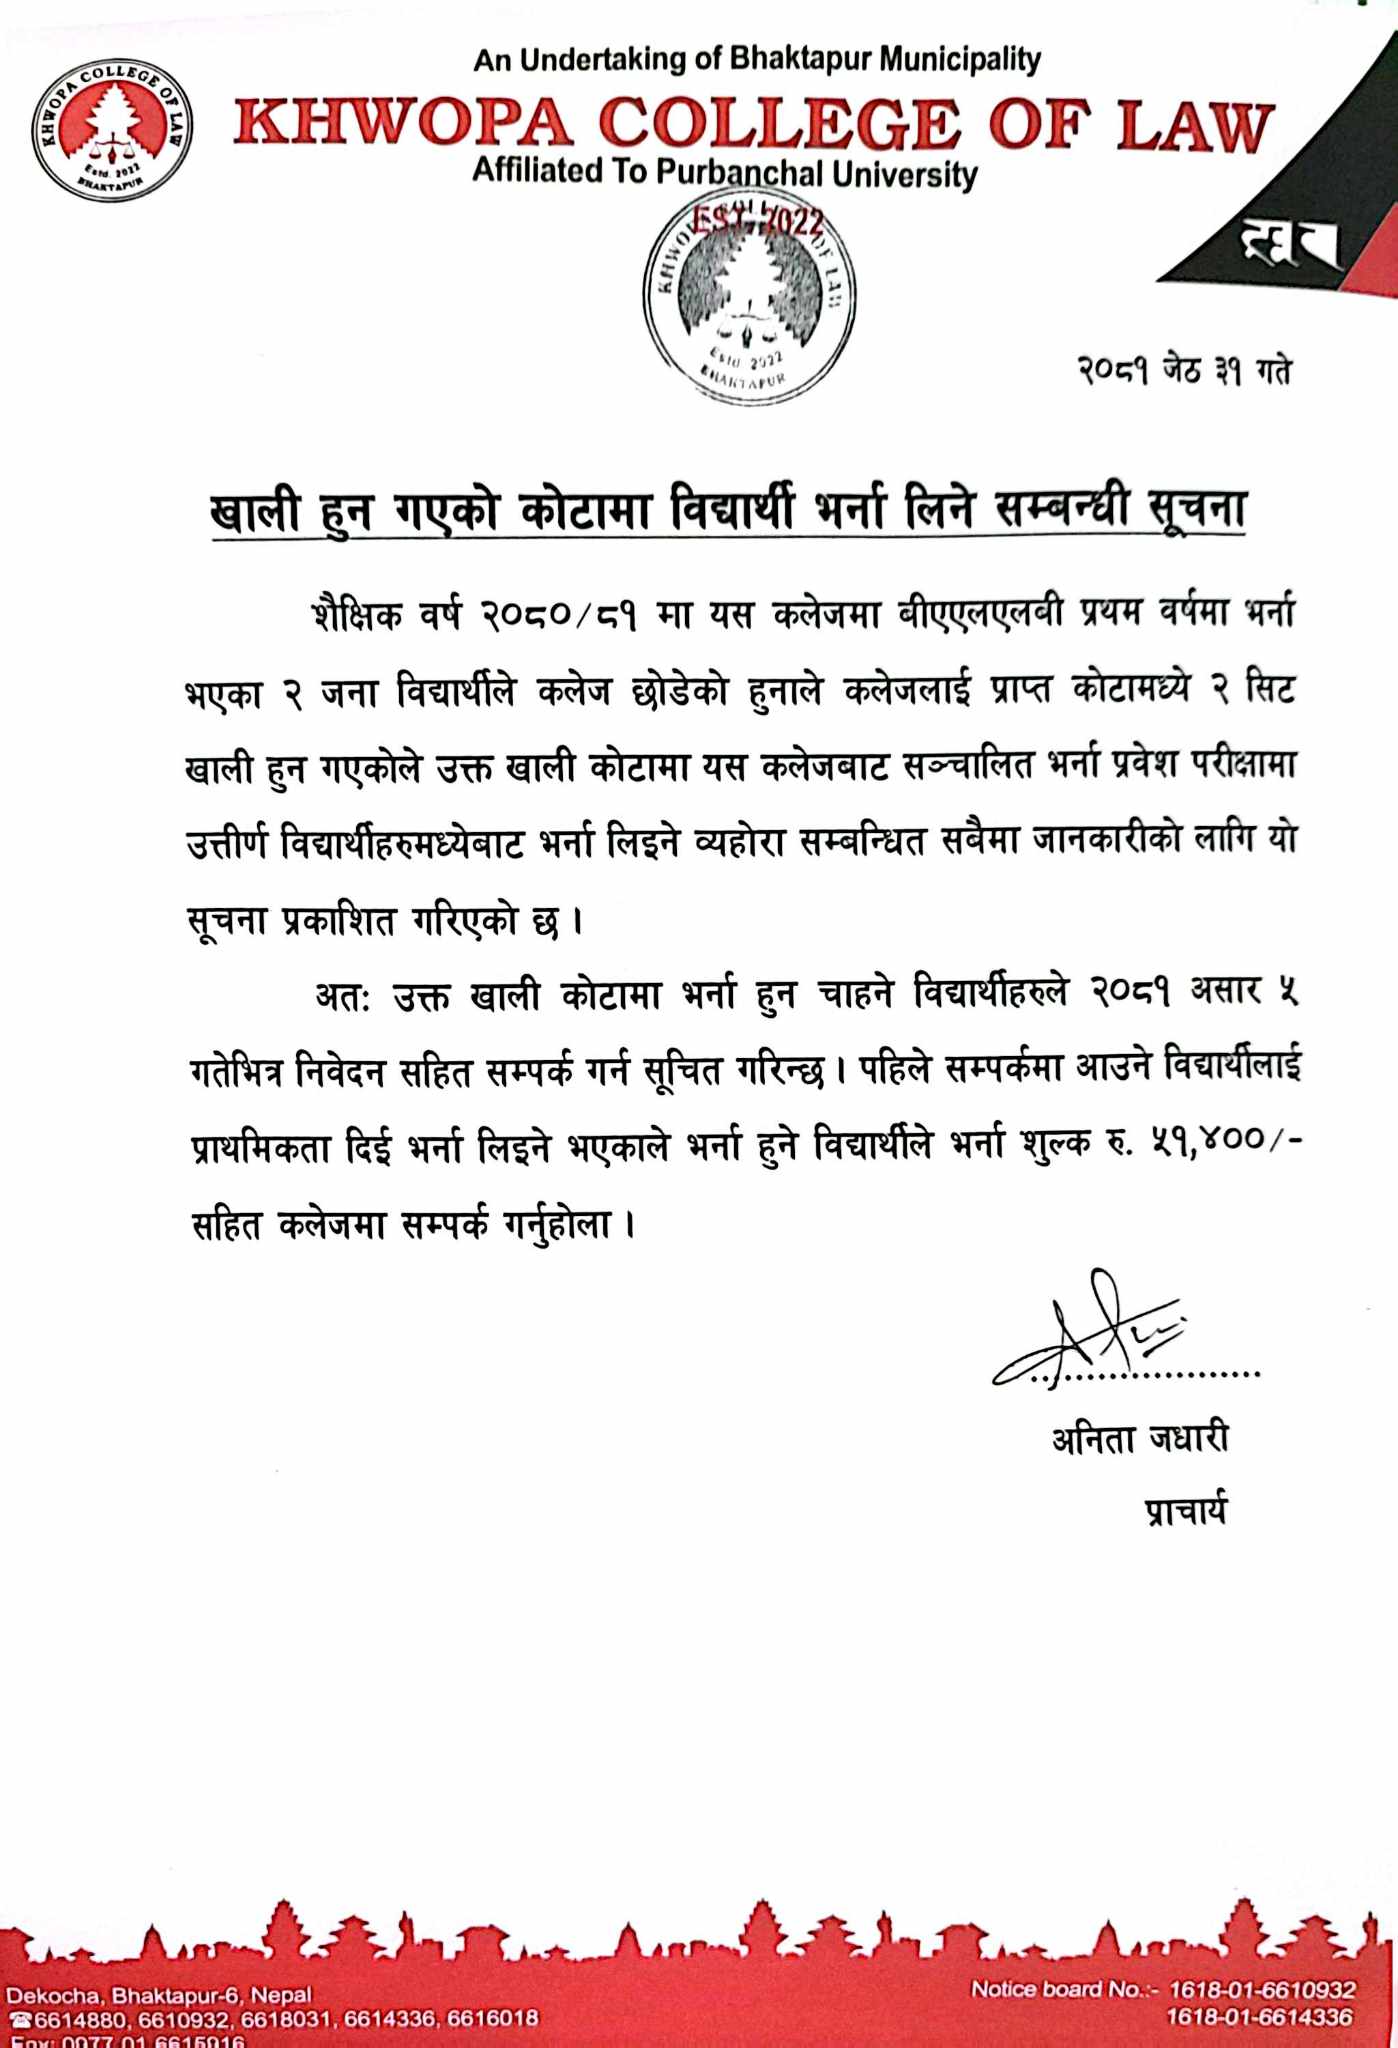 An Undertaking of Bhaktapur Municipality
KHWOPA COLLEGE OF LAW
Affiliated To Purbanchal University
EST. 2022
KHWOPA COLLEGE OF LAW
Estd. 2022
BHAKTAPUR
KHWOPA COLLEGE OF LAW
Estd 2022
BHAKTAPUR
२०८१ जेठ ३१ गते
खाली हुन गएको कोटामा विद्यार्थी भर्ना लिने सम्बन्धी सूचना
शैक्षिक वर्ष २०८०/८१ मा यस कलेजमा बीएएलएलबी प्रथम वर्षमा भर्ना
भएका २ जना विद्यार्थीले कलेज छोडेको हुनाले कलेजलाई प्राप्त कोटामध्ये २ सिट
खाली हुन गएकोले उक्त खाली कोटामा यस कलेजबाट सञ्चालित भर्ना प्रवेश परीक्षामा
उत्तीर्ण विद्यार्थीहरुमध्येबाट भर्ना लिइने व्यहोरा सम्बन्धित सबैमा जानकारीको लागि यो
सूचना प्रकाशित गरिएको छ ।
अतः उक्त खाली कोटामा भर्ना हुन चाहने विद्यार्थीहरुले २०८१ असार ५
गतेभित्र निवेदन सहित सम्पर्क गर्न सूचित गरिन्छ । पहिले सम्पर्कमा आउने विद्यार्थीलाई
प्राथमिकता दिई भर्ना लिइने भएकाले भर्ना हुने विद्यार्थीले भर्ना शुल्क रु. ५१,४००/-
सहित कलेजमा सम्पर्क गर्नुहोला ।
अनिता जधारी
प्राचार्य
Dekocha, Bhaktapur-6, Nepal
☎6614880, 6610932, 6618031, 6614336, 6616018
Fax: 0977-01-6615916
Notice board No.:- 1618-01-6610932
1618-01-6614336